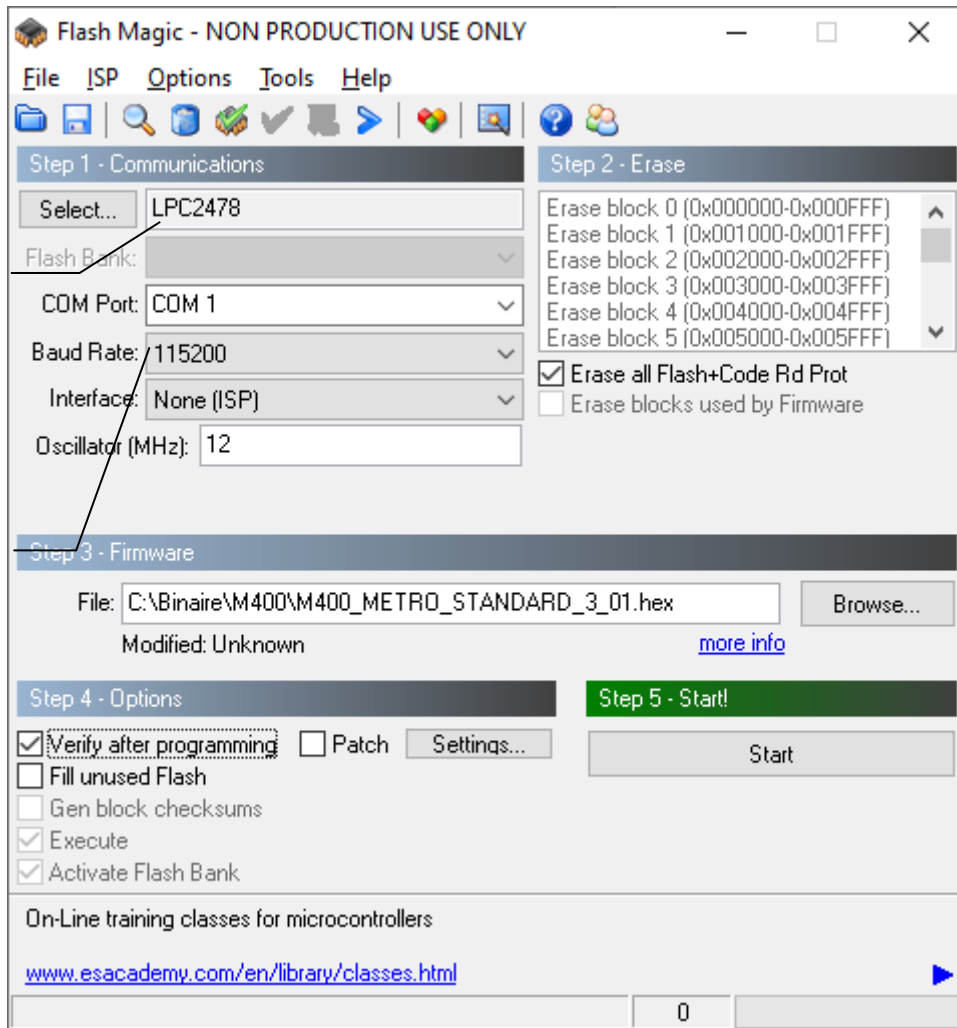 Flash Magic - NON PRODUCTION USE ONLY
File ISP Options Tools Help
Step 1 - Communications
Select... LPC2478
Flash Bank:
COM Port: COM 1
Baud Rate: 115200
Interface: None (ISP)
Oscillator (MHz): 12
Step 2 - Erase
Erase block 0 (0x000000-0x000FFF)
Erase block 1 (0x001000-0x001FFF)
Erase block 2 (0x002000-0x002FFF)
Erase block 3 (0x003000-0x003FFF)
Erase block 4 (0x004000-0x004FFF)
Erase block 5 (0x005000-0x005FFF)
Erase all Flash+Code Rd Prot
Erase blocks used by Firmware
Step 3 - Firmware
File: C:\Binaire\M400\M400_METRO_STANDARD_3_01.hex Browse...
Modified: Unknown more info
Step 4 - Options
Verify after programming Patch Settings...
Fill unused Flash
Gen block checksums
Execute
Activate Flash Bank
Step 5 - Start!
Start
On-Line training classes for microcontrollers
www.esacademy.com/en/library/classes.html
0